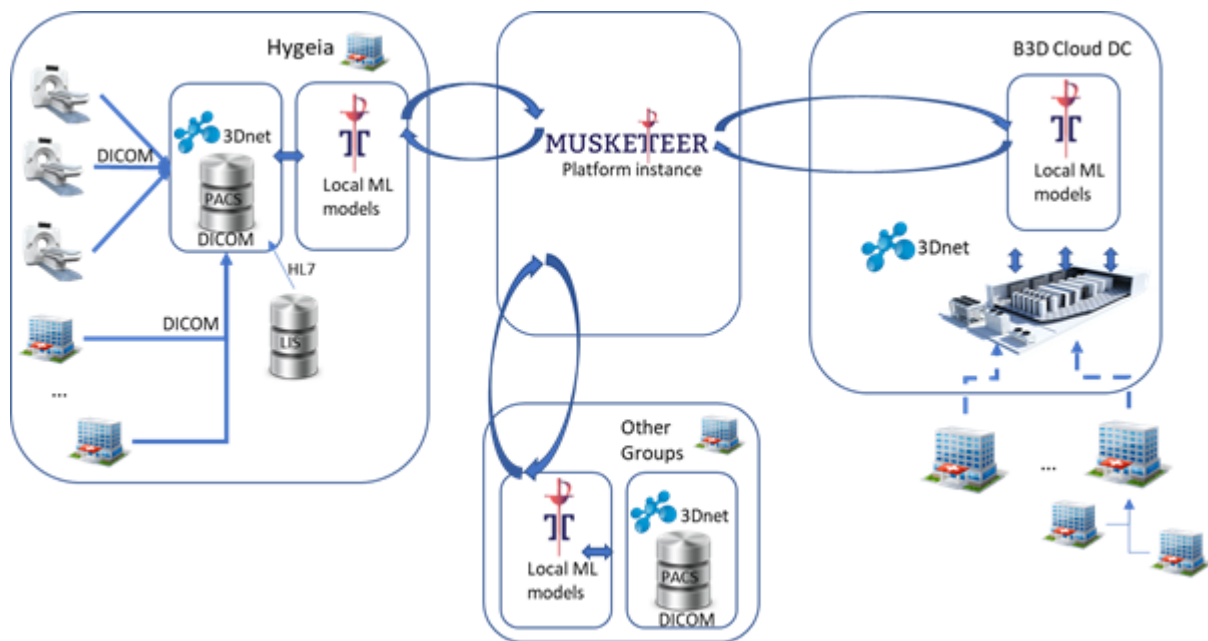 Hygeia
3Dnet
PACS
DICOM
Local ML
models
DICOM
HL7
LIS
DICOM
...
MUSKETEER
Platform instance
B3D Cloud DC
Local ML
models
3Dnet
...
Other
Groups
Local ML
models
3Dnet
PACS
DICOM